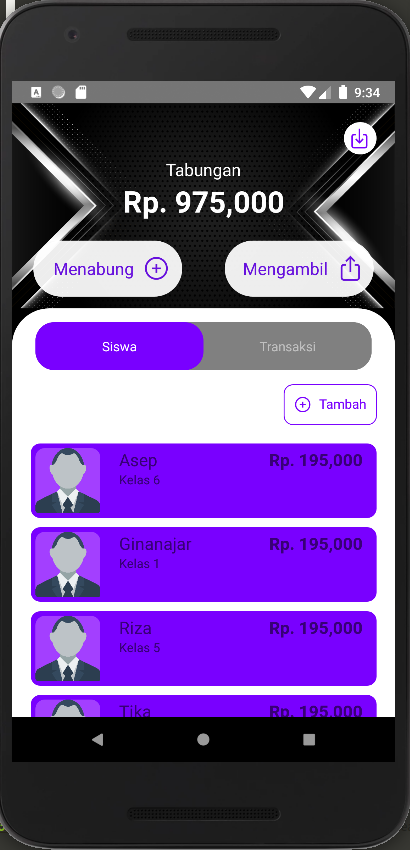 A
9:34
Tabungan
Rp. 975,000
Menabung
Mengambil
Siswa
Transaksi
Tambah
Asep
Rp. 195,000
Kelas 6
Ginanajar
Rp. 195,000
Kelas 1
Riza
Rp. 195,000
Kelas 5
Tika
Rp. 195,000